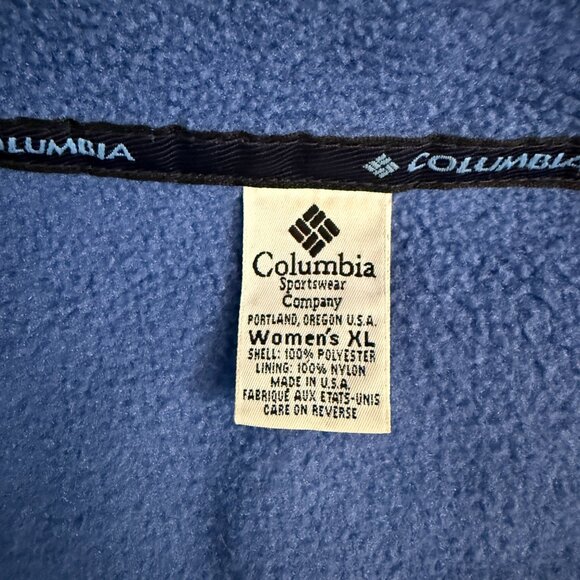 OLUMBIA COLUMBIA
Columbia
Sportswear
Company
PORTLAND, OREGON U.S.A.
Women's XL
SHELL: 100% POLYESTER
LINING: 100% NYLON
MADE IN U.S.A.
FABRIQUÉ AUX ETATS-UNIS
CARE ON REVERSE